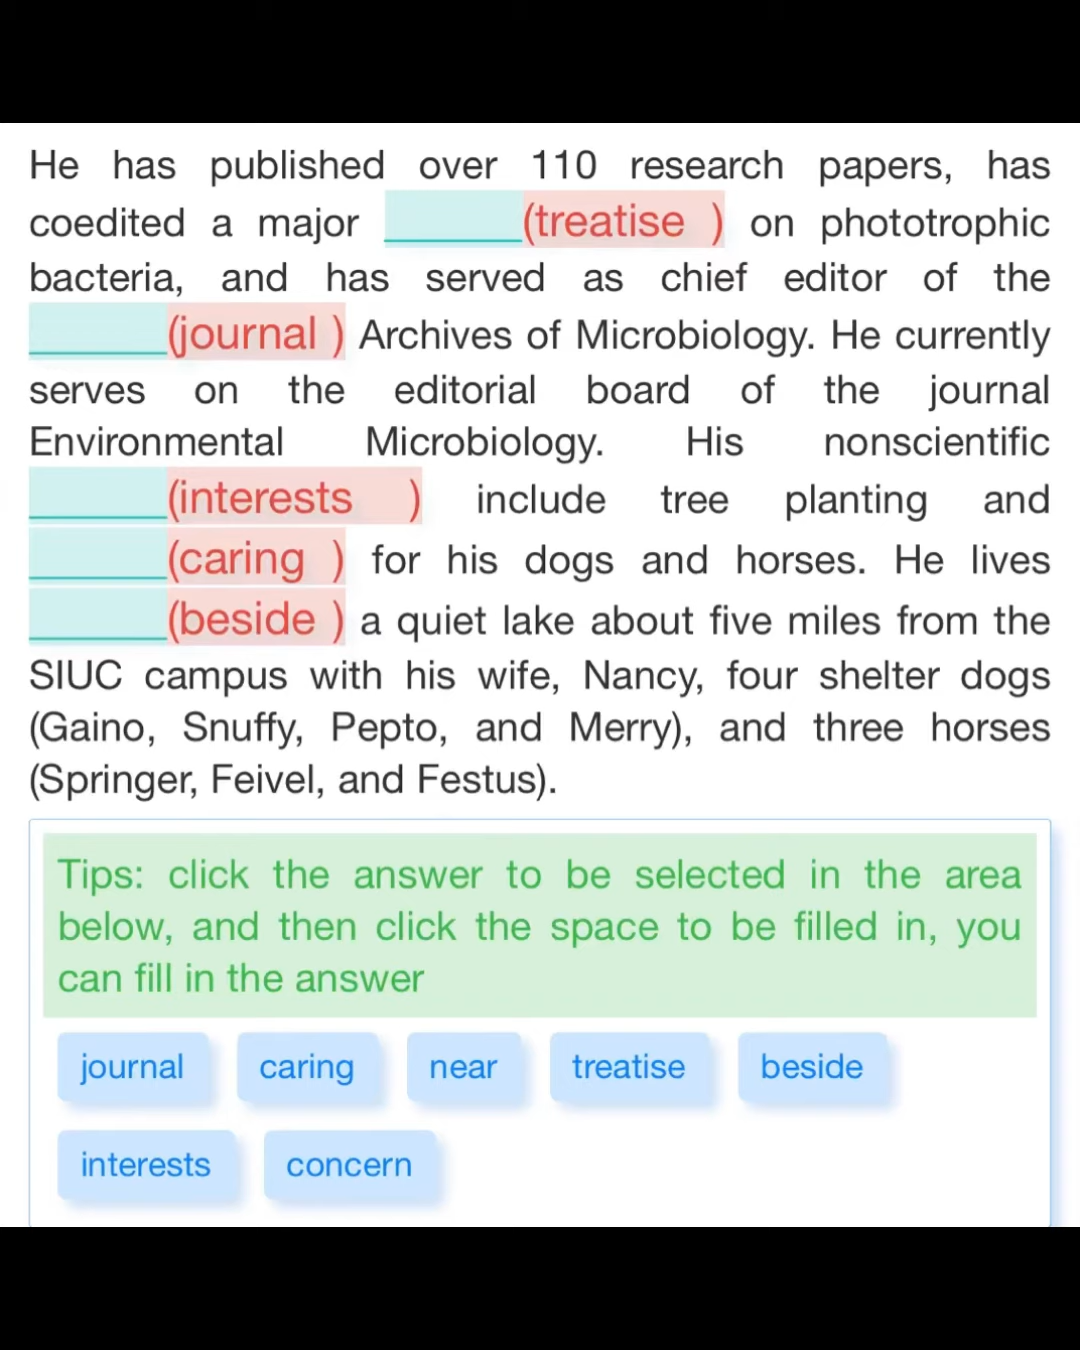 He has published over 110 research papers, has
coedited a major ______(treatise ) on phototrophic
bacteria, and has served as chief editor of the
______(journal ) Archives of Microbiology. He currently
serves on the editorial board of the journal
Environmental Microbiology. His nonscientific
______(interests ) include tree planting and
______(caring ) for his dogs and horses. He lives
______(beside ) a quiet lake about five miles from the
SIUC campus with his wife, Nancy, four shelter dogs
(Gaino, Snuffy, Pepto, and Merry), and three horses
(Springer, Feivel, and Festus).
Tips: click the answer to be selected in the area
below, and then click the space to be filled in, you
can fill in the answer
journal caring near treatise beside
interests concern